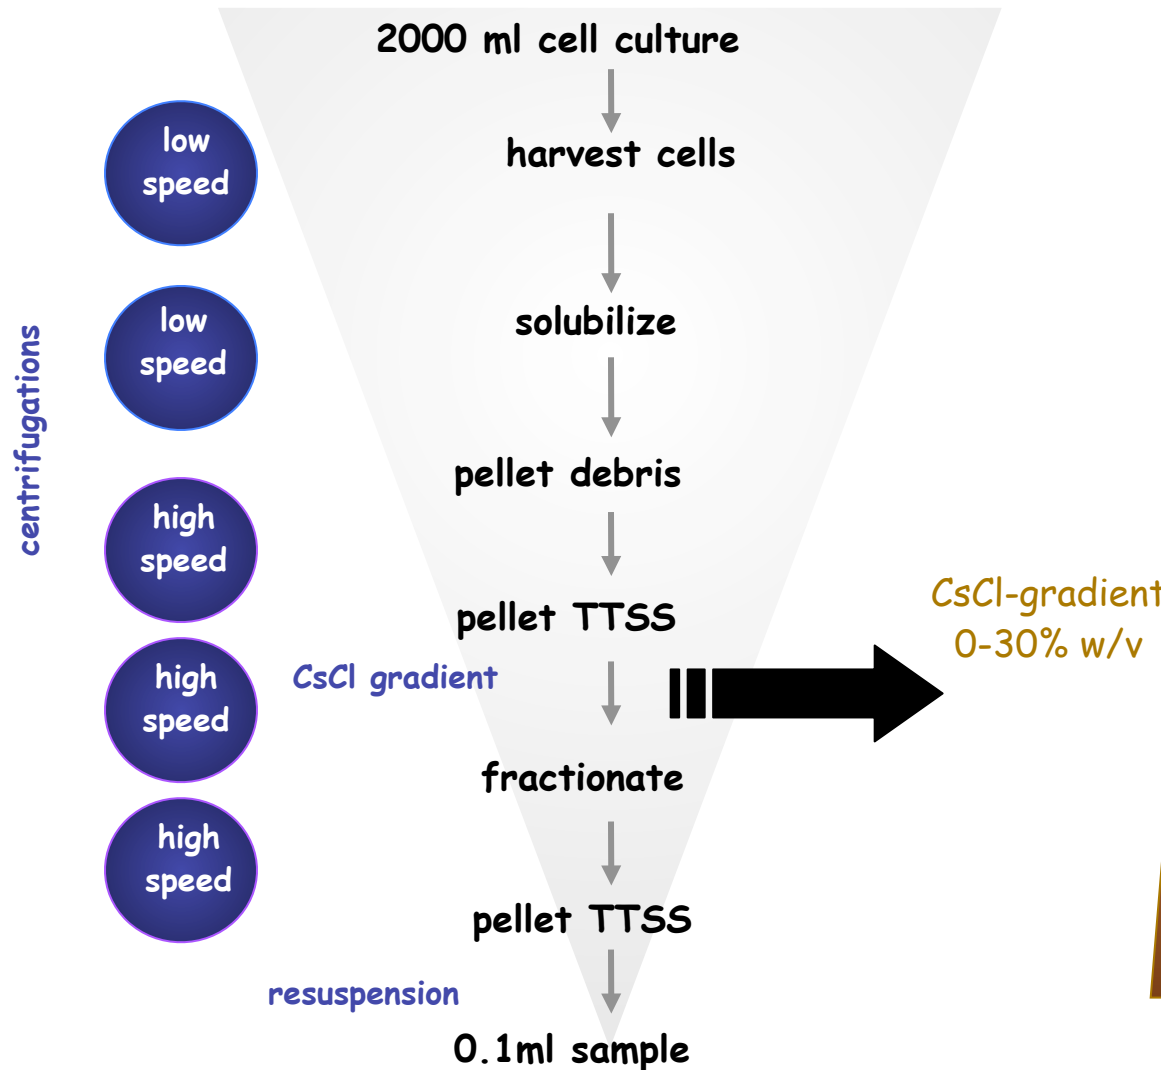 2000 ml cell culture
low
speed
harvest cells
low
speed
solubilize
centrifugations
pellet debris
high
speed
pellet TTSS
CsCl-gradient
0-30% w/v
high
speed
CsCl gradient
fractionate
high
speed
pellet TTSS
resuspension
0.1ml sample